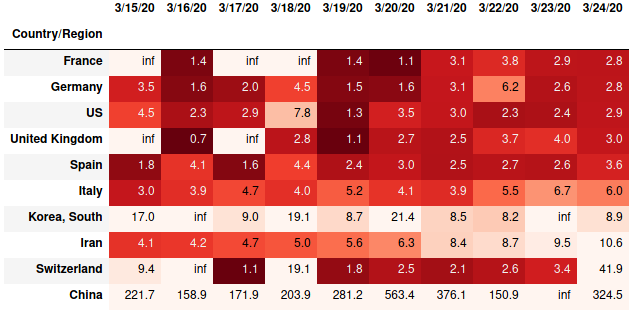 3/15/20 3/16/20 3/17/20 3/18/20 3/19/20 3/20/20 3/21/20 3/22/20 3/23/20 3/24/20
Country/Region
France inf 1.4 inf inf 1.4 1.1 3.1 3.8 2.9 2.8
Germany 3.5 1.6 2.0 4.5 1.5 1.6 3.1 6.2 2.6 2.8
US 4.5 2.3 2.9 7.8 1.3 3.5 3.0 2.3 2.4 2.9
United Kingdom inf 0.7 inf 2.8 1.1 2.7 2.5 3.7 4.0 3.0
Spain 1.8 4.1 1.6 4.4 2.4 3.0 2.5 2.7 2.6 3.6
Italy 3.0 3.9 4.7 4.0 5.2 4.1 3.9 5.5 6.7 6.0
Korea, South 17.0 inf 9.0 19.1 8.7 21.4 8.5 8.2 inf 8.9
Iran 4.1 4.2 4.7 5.0 5.6 6.3 8.4 8.7 9.5 10.6
Switzerland 9.4 inf 1.1 19.1 1.8 2.5 2.1 2.6 3.4 41.9
China 221.7 158.9 171.9 203.9 281.2 563.4 376.1 150.9 inf 324.5